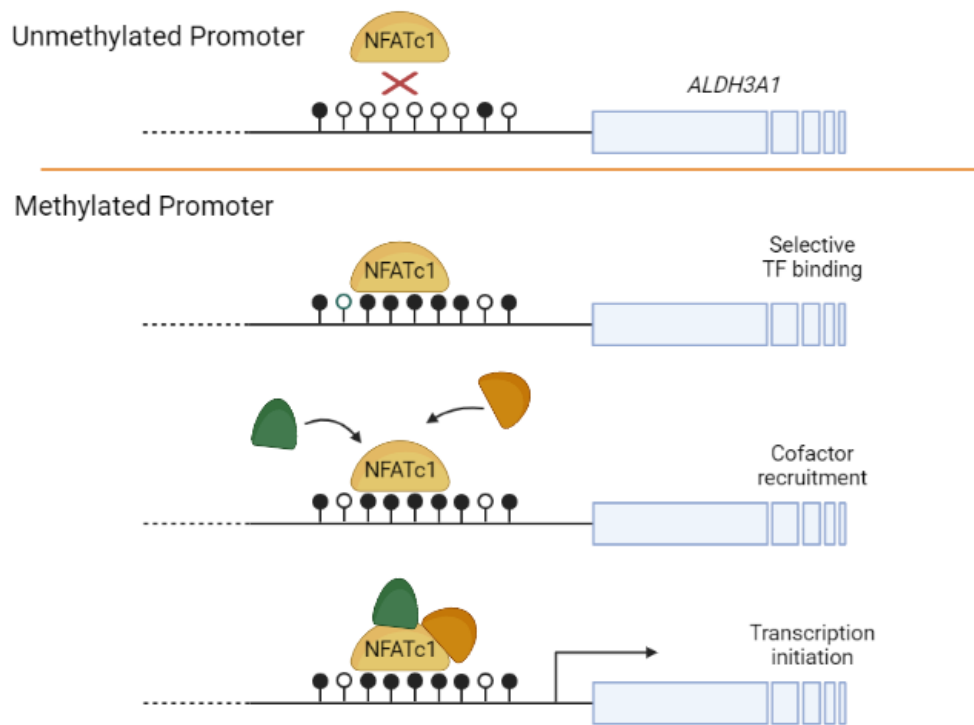 Unmethylated Promoter
NFATc1
ALDH3A1
Methylated Promoter
NFATc1
Selective
TF binding
NFATc1
Cofactor
recruitment
NFATc1
Transcription
initiation